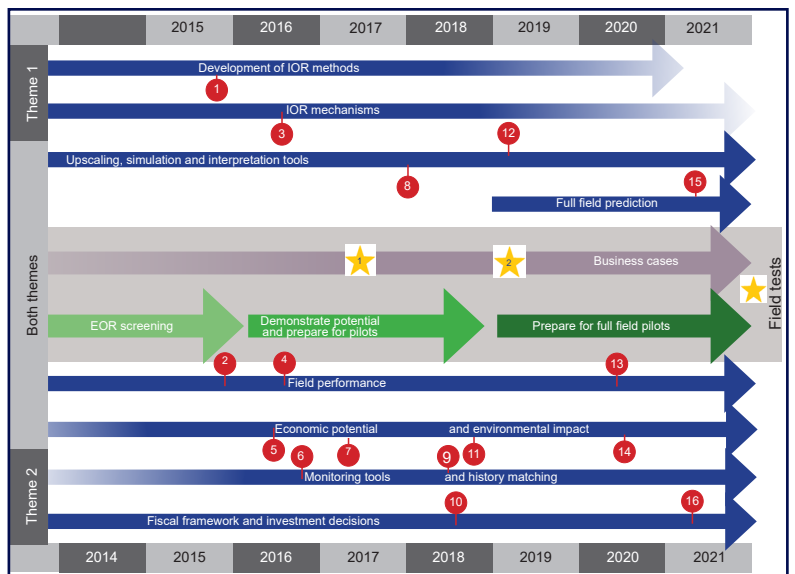 2015 2016 2017 2018 2019 2020 2021
Theme 1
Development of IOR methods
1
IOR mechanisms
3
12
Both themes
Upscaling, simulation and interpretation tools
8
15
Full field prediction
1
2
Business cases
Field tests
EOR screening
Demonstrate potential
and prepare for pilots
Prepare for full field pilots
2
4
13
Field performance
Economic potential and environmental impact
5
7
11
14
6
9
Theme 2
Monitoring tools and history matching
10
16
Fiscal framework and investment decisions
2014 2015 2016 2017 2018 2019 2020 2021